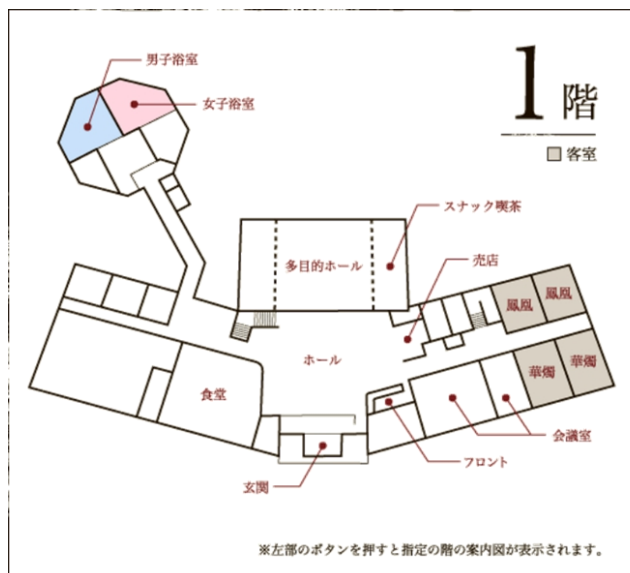 1階
客室
男子浴室
女子浴室
スナック喫茶
多目的ホール
売店
鳳凰
鳳凰
ホール
華燭
華燭
食堂
会議室
フロント
玄関
※左部のボタンを押すと指定の階の案内図が表示されます。